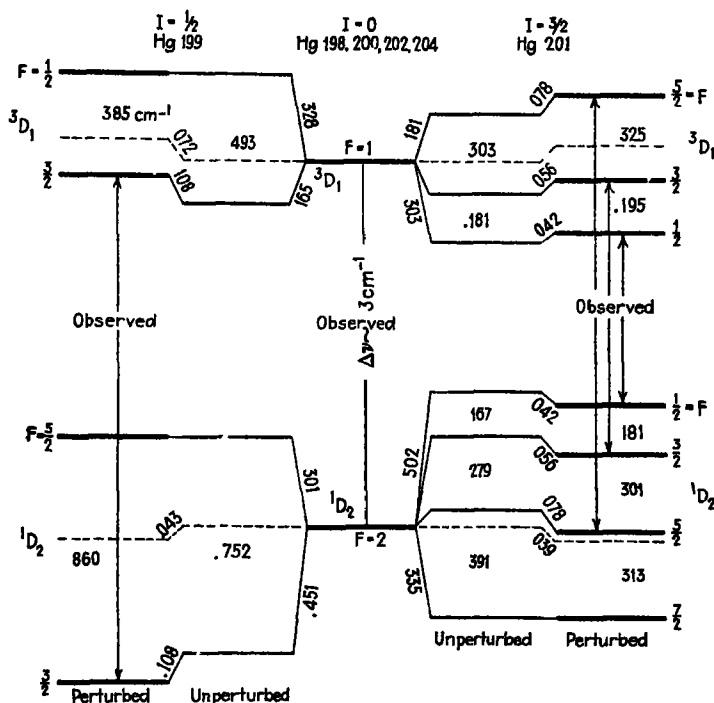 I = ½ I = 0 I = 3/2
Hg 199 Hg 198, 200, 202, 204 Hg 201
F = 1/2
5/2 = F
078
328
181
385 cm⁻¹
³D₁
072
493
F = 1
303
325
³D₁
3/2
108
165
³D₁
056
3/2
303
.181
.195
042
1/2
Observed
Observed
Δν ~ 3 cm⁻¹
Observed
1/2 = F
167
042
181
F = 5/2
3/2
301
502
279
056
301
¹D₂
¹D₂
043
078
5/2
¹D₂
860
.752
F = 2
039
391
313
.451
335
7/2
.108
Unperturbed Perturbed
3/2
Perturbed Unperturbed